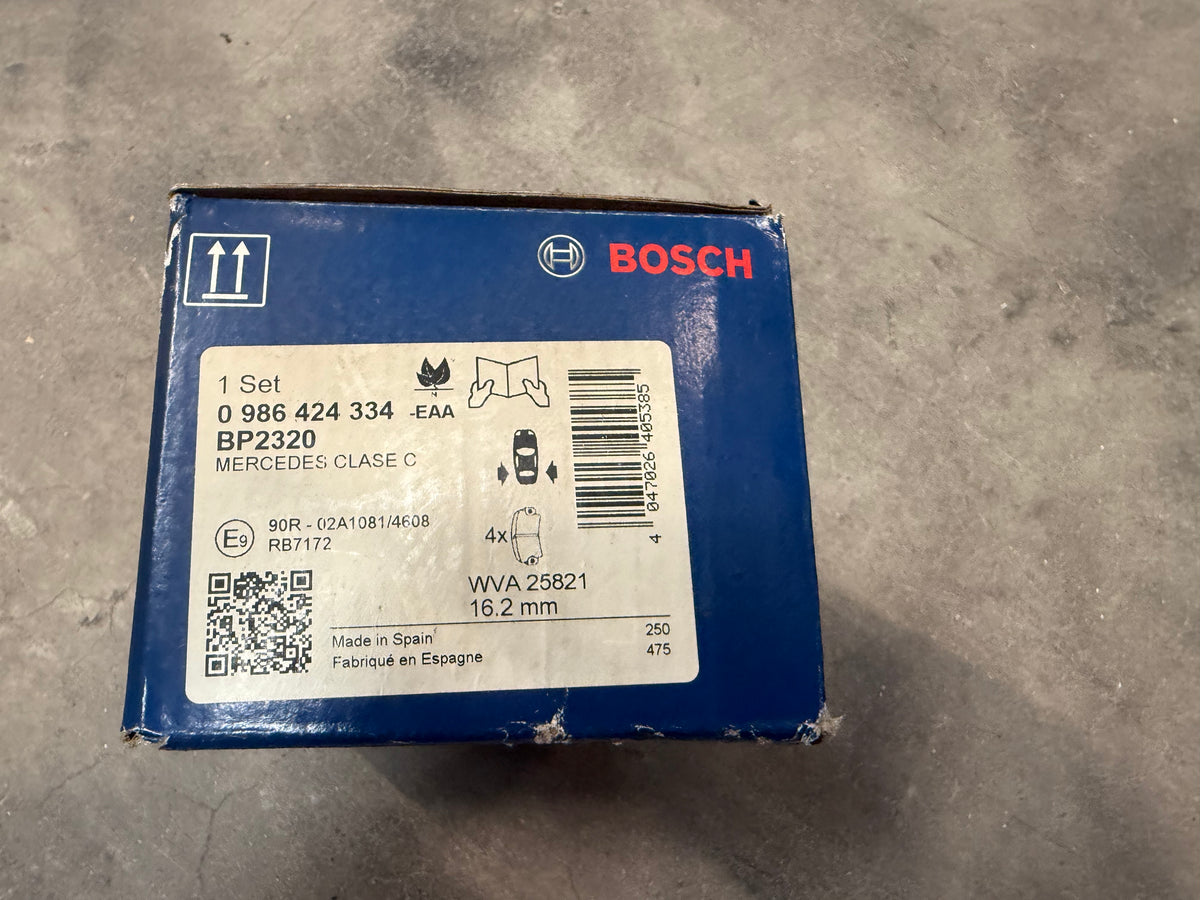 BOSCH
1 Set
0 986 424 334 -EAA
BP2320
MERCEDES CLASE C
N
E9
90R - 02A1081/4608
RB7172
4x
4 047026 405385
WVA 25821
16.2 mm
Made in Spain
Fabriqué en Espagne
250
475